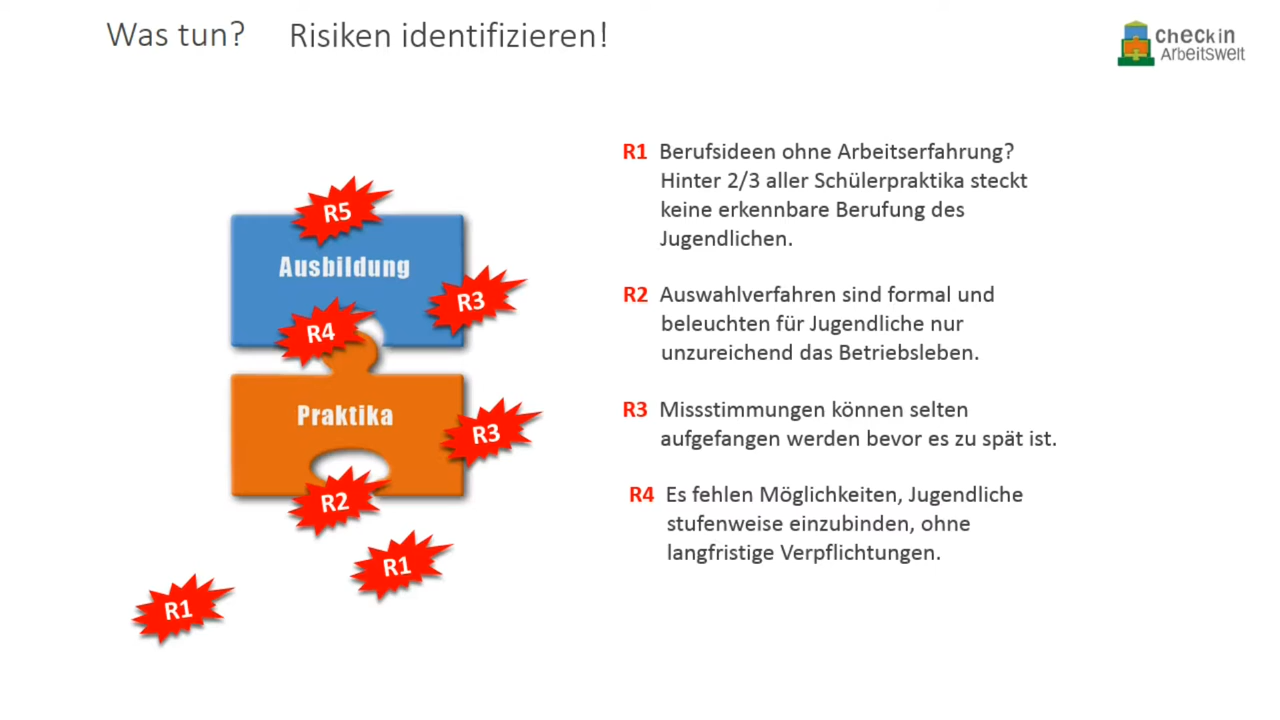 Was tun? Risiken identifizieren!
checkin
Arbeitswelt
R5
Ausbildung
R3
R4
Praktika
R3
R2
R1
R1
R1 Berufsideen ohne Arbeitserfahrung?
Hinter 2/3 aller Schülerpraktika steckt
keine erkennbare Berufung des
Jugendlichen.
R2 Auswahlverfahren sind formal und
beleuchten für Jugendliche nur
unzureichend das Betriebsleben.
R3 Missstimmungen können selten
aufgefangen werden bevor es zu spät ist.
R4 Es fehlen Möglichkeiten, Jugendliche
stufenweise einzubinden, ohne
langfristige Verpflichtungen.